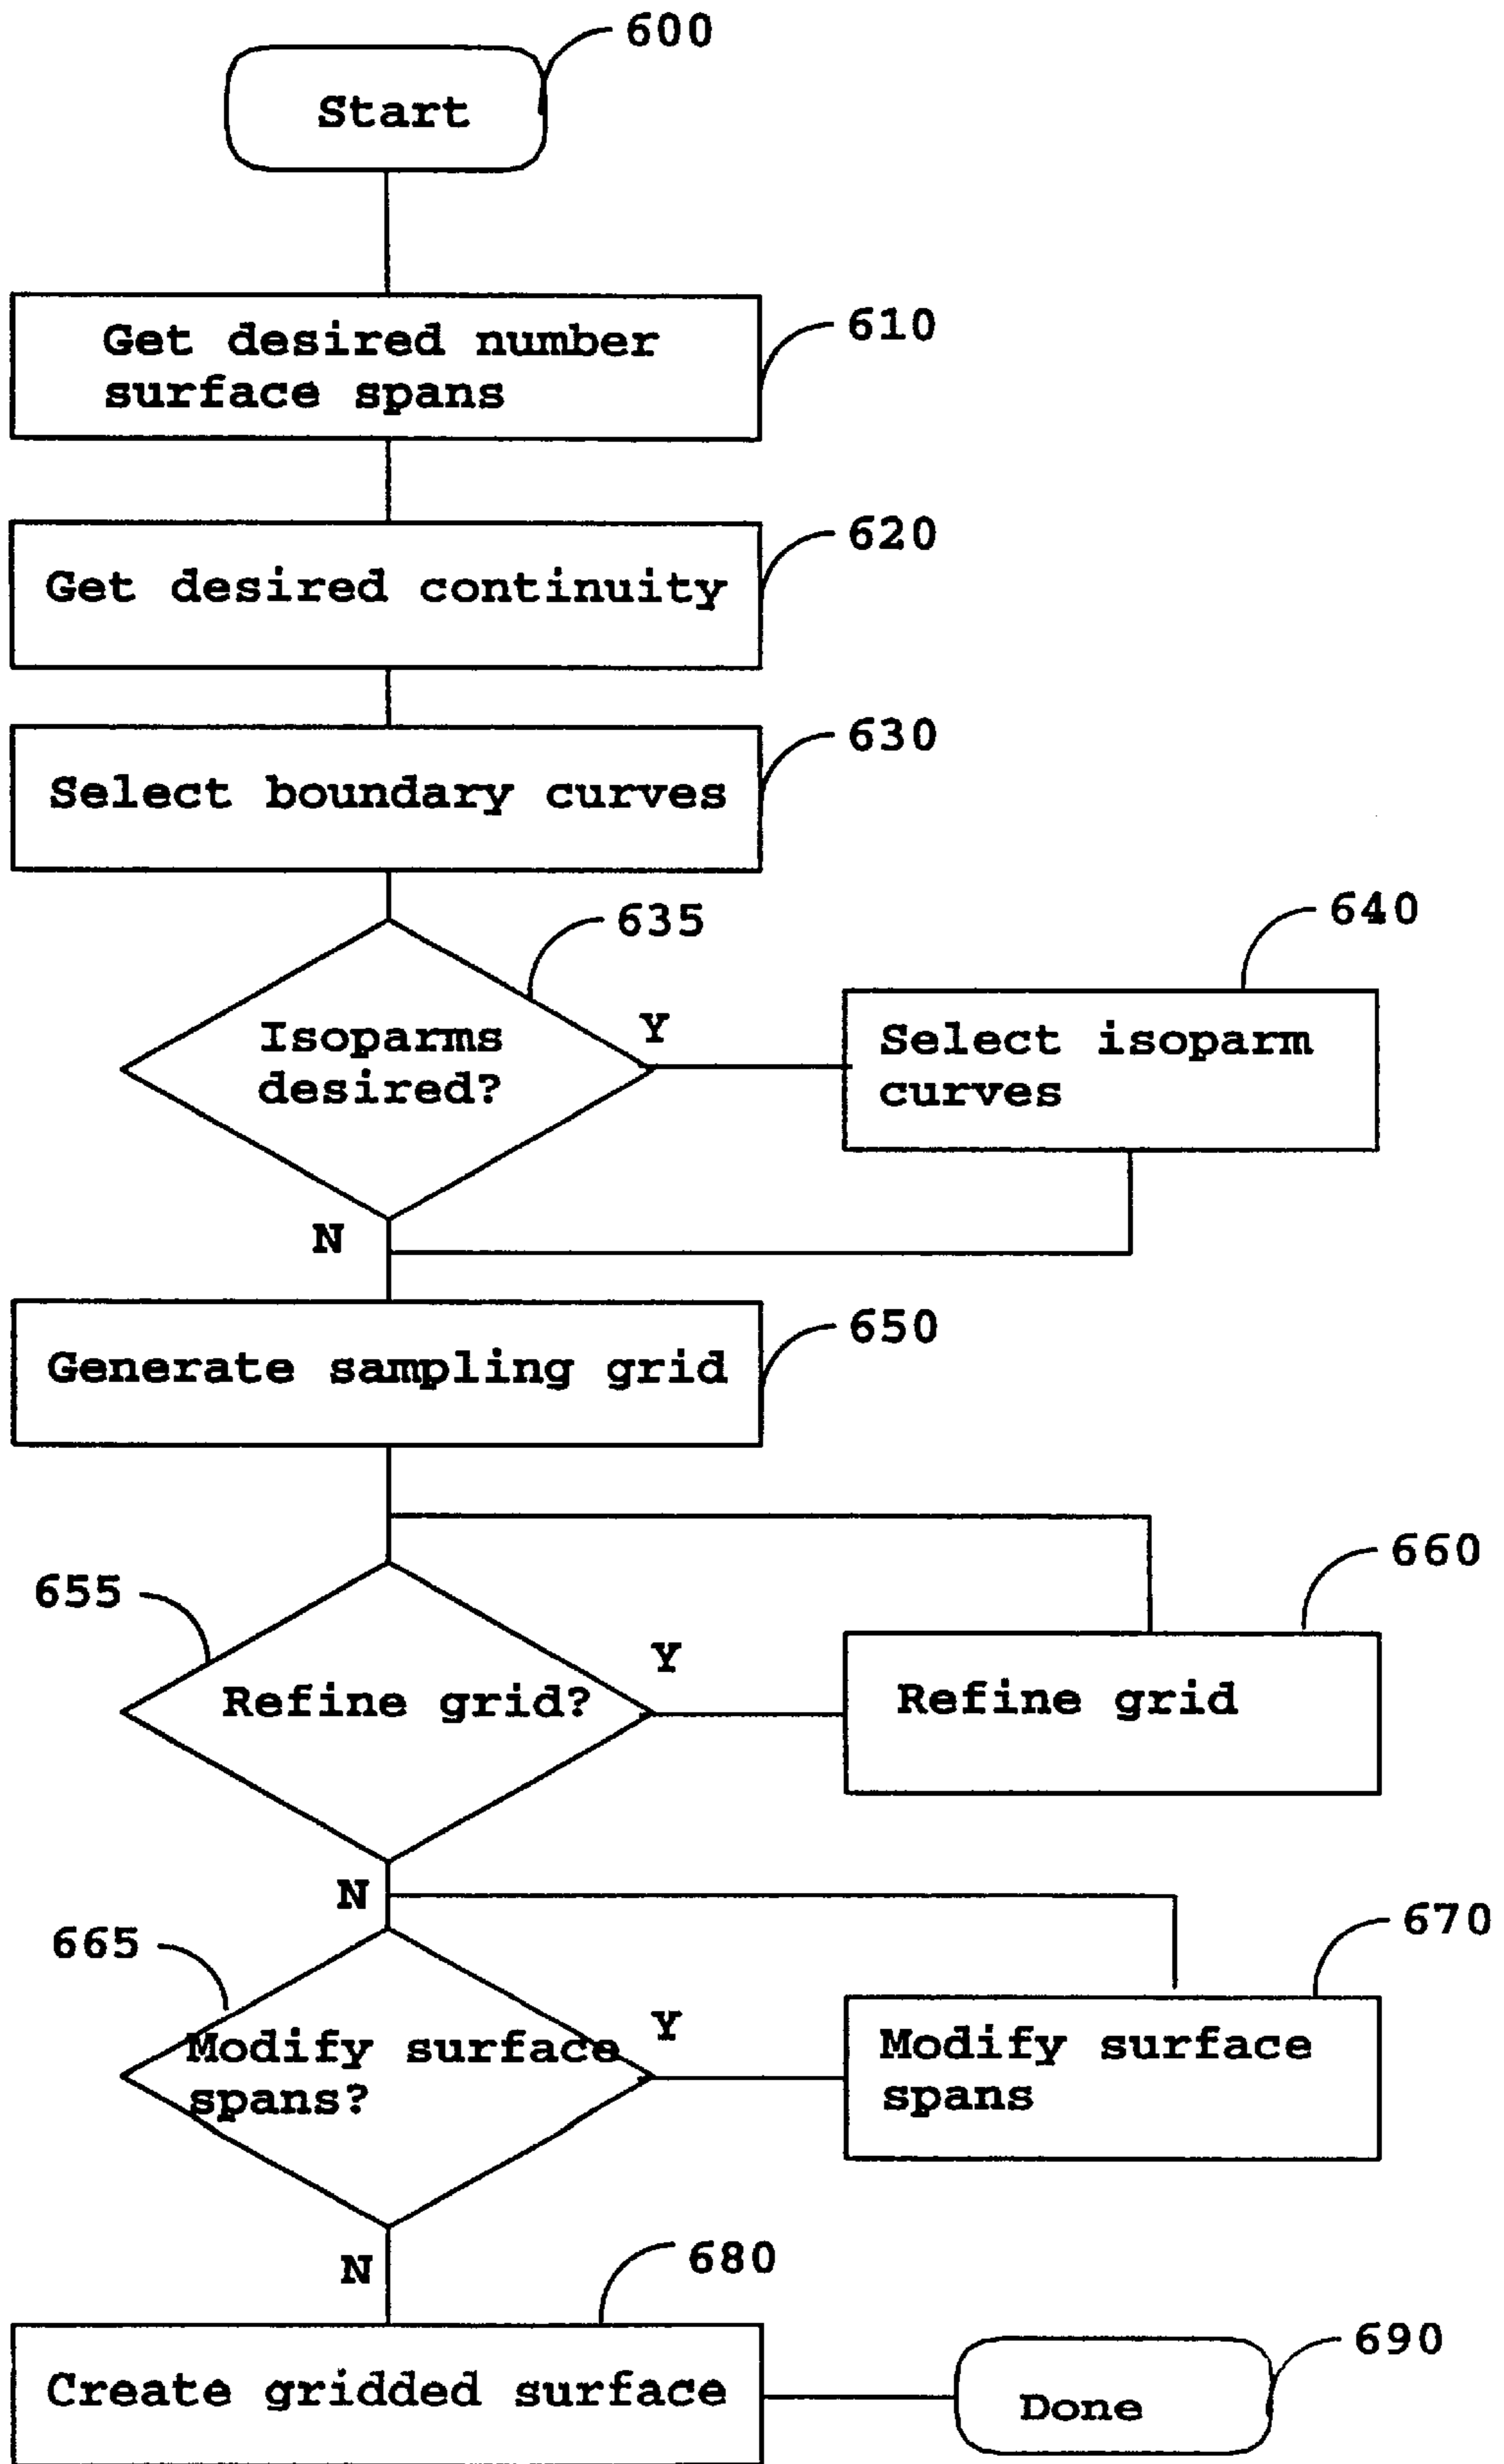 600
Start
610
Get desired number
surface spans
620
Get desired continuity
630
Select boundary curves
635
640
Isoparms
desired?
Y
Select isoparm
curves
N
650
Generate sampling grid
655
660
Refine grid?
Y
Refine grid
N
665
670
Modify surface
spans?
Y
Modify surface
spans
N
680
690
Create gridded surface
Done